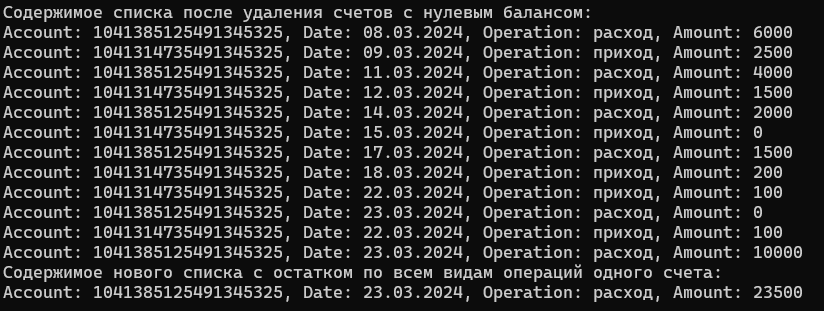 Содержимое списка после удаления счетов с нулевым балансом:
Account: 1041385125491345325, Date: 08.03.2024, Operation: расход, Amount: 6000
Account: 1041314735491345325, Date: 09.03.2024, Operation: приход, Amount: 2500
Account: 1041385125491345325, Date: 11.03.2024, Operation: расход, Amount: 4000
Account: 1041314735491345325, Date: 12.03.2024, Operation: приход, Amount: 1500
Account: 1041385125491345325, Date: 14.03.2024, Operation: расход, Amount: 2000
Account: 1041314735491345325, Date: 15.03.2024, Operation: приход, Amount: 0
Account: 1041385125491345325, Date: 17.03.2024, Operation: расход, Amount: 1500
Account: 1041314735491345325, Date: 18.03.2024, Operation: приход, Amount: 200
Account: 1041314735491345325, Date: 22.03.2024, Operation: приход, Amount: 100
Account: 1041385125491345325, Date: 23.03.2024, Operation: расход, Amount: 0
Account: 1041314735491345325, Date: 22.03.2024, Operation: приход, Amount: 100
Account: 1041385125491345325, Date: 23.03.2024, Operation: расход, Amount: 10000
Содержимое нового списка с остатком по всем видам операций одного счета:
Account: 1041385125491345325, Date: 23.03.2024, Operation: расход, Amount: 23500